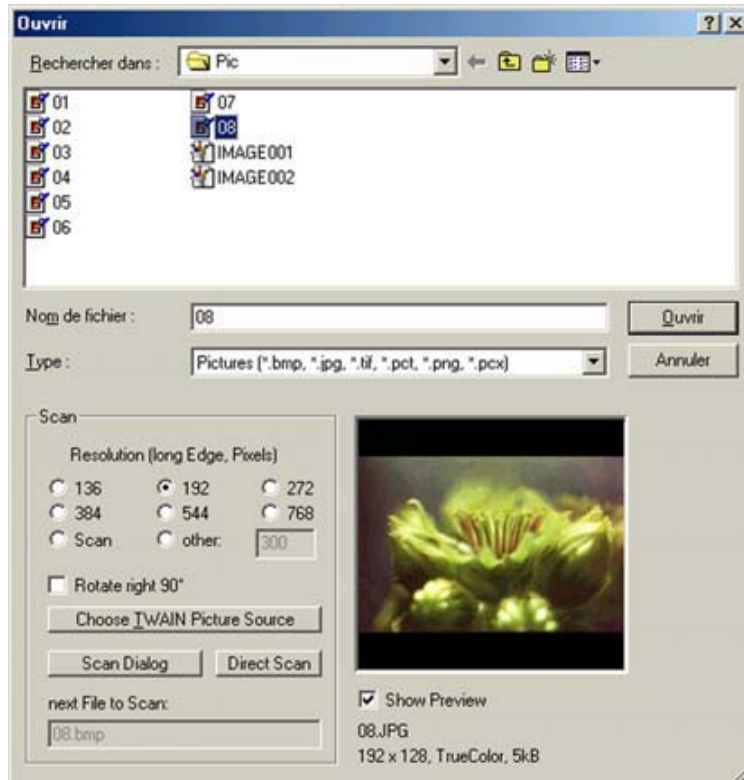 Ouvrir
Rechercher dans : Pic
01 07
02 08
03 IMAGE001
04 IMAGE002
05
06
Nom de fichier : 08 Ouvrir
Type : Pictures (*.bmp, *.jpg, *.tif, *.pct, *.png, *.pcx) Annuler
Scan
Resolution (long Edge, Pixels)
136 192 272
384 544 768
Scan other: 300
Rotate right 90°
Choose TWAIN Picture Source
Scan Dialog Direct Scan
next File to Scan:
08.bmp
Show Preview
08.JPG
192 x 128, TrueColor, 5kB